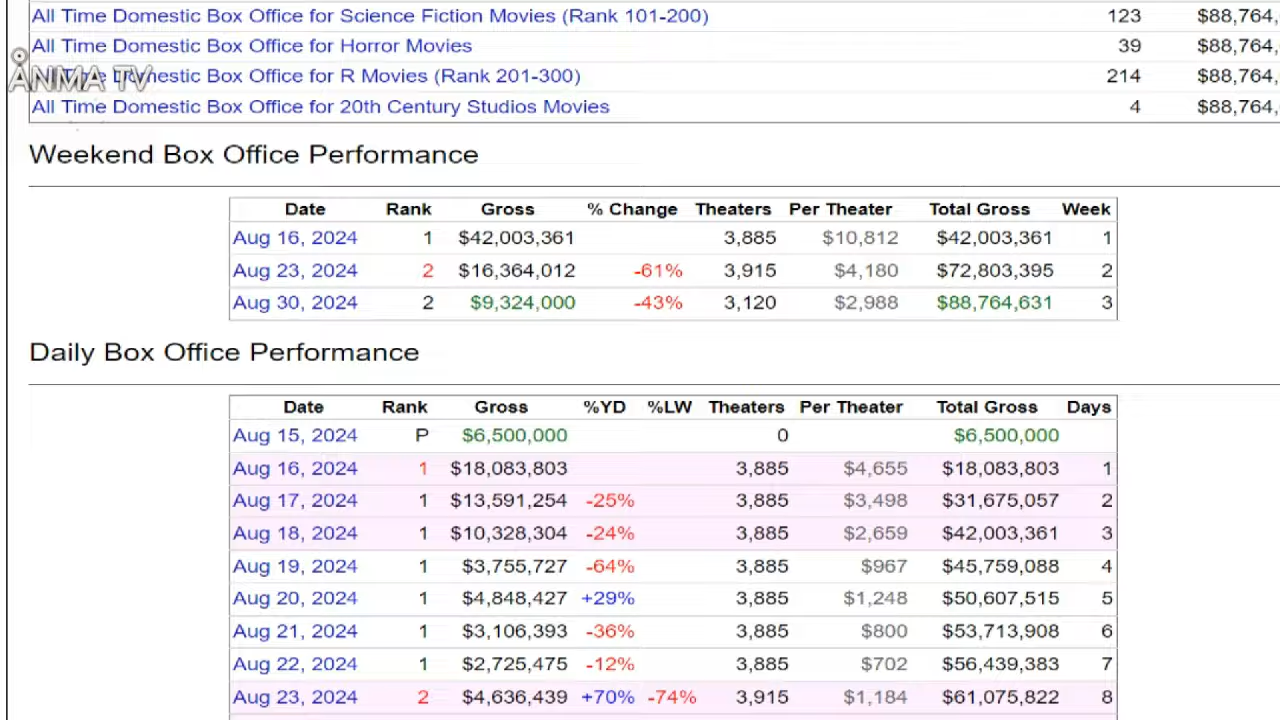 All Time Domestic Box Office for Science Fiction Movies (Rank 101-200) 123 $88,764,
All Time Domestic Box Office for Horror Movies 39 $88,764,
All Time Domestic Box Office for R Movies (Rank 201-300) 214 $88,764,
ANMA TV
All Time Domestic Box Office for 20th Century Studios Movies 4 $88,764,
Weekend Box Office Performance
Date Rank Gross % Change Theaters Per Theater Total Gross Week
Aug 16, 2024 1 $42,003,361 3,885 $10,812 $42,003,361 1
Aug 23, 2024 2 $16,364,012 -61% 3,915 $4,180 $72,803,395 2
Aug 30, 2024 2 $9,324,000 -43% 3,120 $2,988 $88,764,631 3
Daily Box Office Performance
Date Rank Gross %YD %LW Theaters Per Theater Total Gross Days
Aug 15, 2024 P $6,500,000 0 $6,500,000
Aug 16, 2024 1 $18,083,803 3,885 $4,655 $18,083,803 1
Aug 17, 2024 1 $13,591,254 -25% 3,885 $3,498 $31,675,057 2
Aug 18, 2024 1 $10,328,304 -24% 3,885 $2,659 $42,003,361 3
Aug 19, 2024 1 $3,755,727 -64% 3,885 $967 $45,759,088 4
Aug 20, 2024 1 $4,848,427 +29% 3,885 $1,248 $50,607,515 5
Aug 21, 2024 1 $3,106,393 -36% 3,885 $800 $53,713,908 6
Aug 22, 2024 1 $2,725,475 -12% 3,885 $702 $56,439,383 7
Aug 23, 2024 2 $4,636,439 +70% -74% 3,915 $1,184 $61,075,822 8